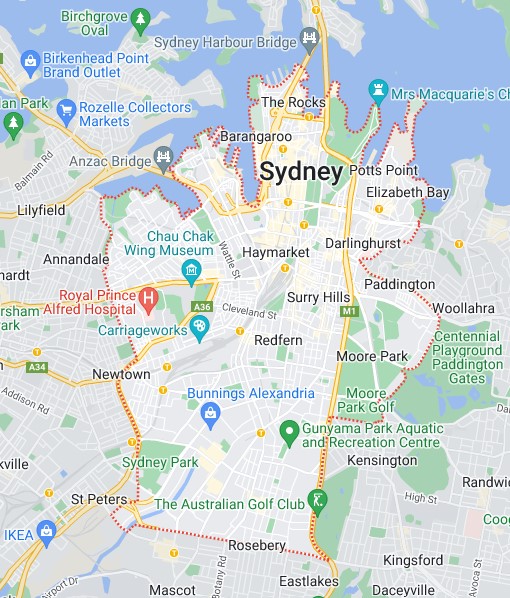 Birchgrove
Oval
Sydney Harbour Bridge
Birkenhead Point
Brand Outlet
Mrs Macquarie's Ch
The Rocks
an Park
Rozelle Collectors
Markets
Barangaroo
Balmain Rd
Anzac Bridge
Sydney
Potts Point
Elizabeth Bay
Lilyfield
Chau Chak
Wing Museum
Wattle St
Haymarket
Darlinghurst
Annandale
hardt
Paddington
Royal Prince
Alfred Hospital
Surry Hills
A36
Cleveland St
M1
Woollahra
rsham
ark
Carriageworks
Redfern
Centennial
Playground
Paddington
Gates
Moore Park
A34
Newtown
Addison Rd
Bunnings Alexandria
Moore
Park Golf
Gunyama Park Aquatic
and Recreation Centre
kville
Sydney Park
Kensington
Randwi
High St
St Peters
The Australian Golf Club
Coog
IKEA
Rosebery
Kingsford
Airport Dr
Mascot
Botany Rd
Eastlakes
Daceyville
Avoca St